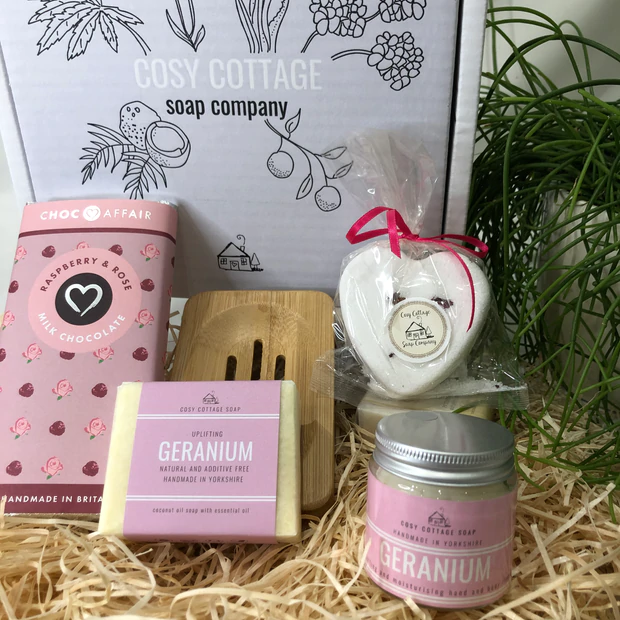 COSY COTTAGE
soap company
CHOC AFFAIR
RASPBERRY & ROSE
MILK CHOCOLATE
HANDMADE IN BRITA
COSY COTTAGE SOAP
UPLIFTING
GERANIUM
NATURAL AND ADDITIVE FREE
HANDMADE IN YORKSHIRE
coconut oil soap with essential oil
Cosy Cottage
Soap Company
COSY COTTAGE SOAP
HANDMADE IN YORKSHIRE
GERANIUM
and moisturising hand and